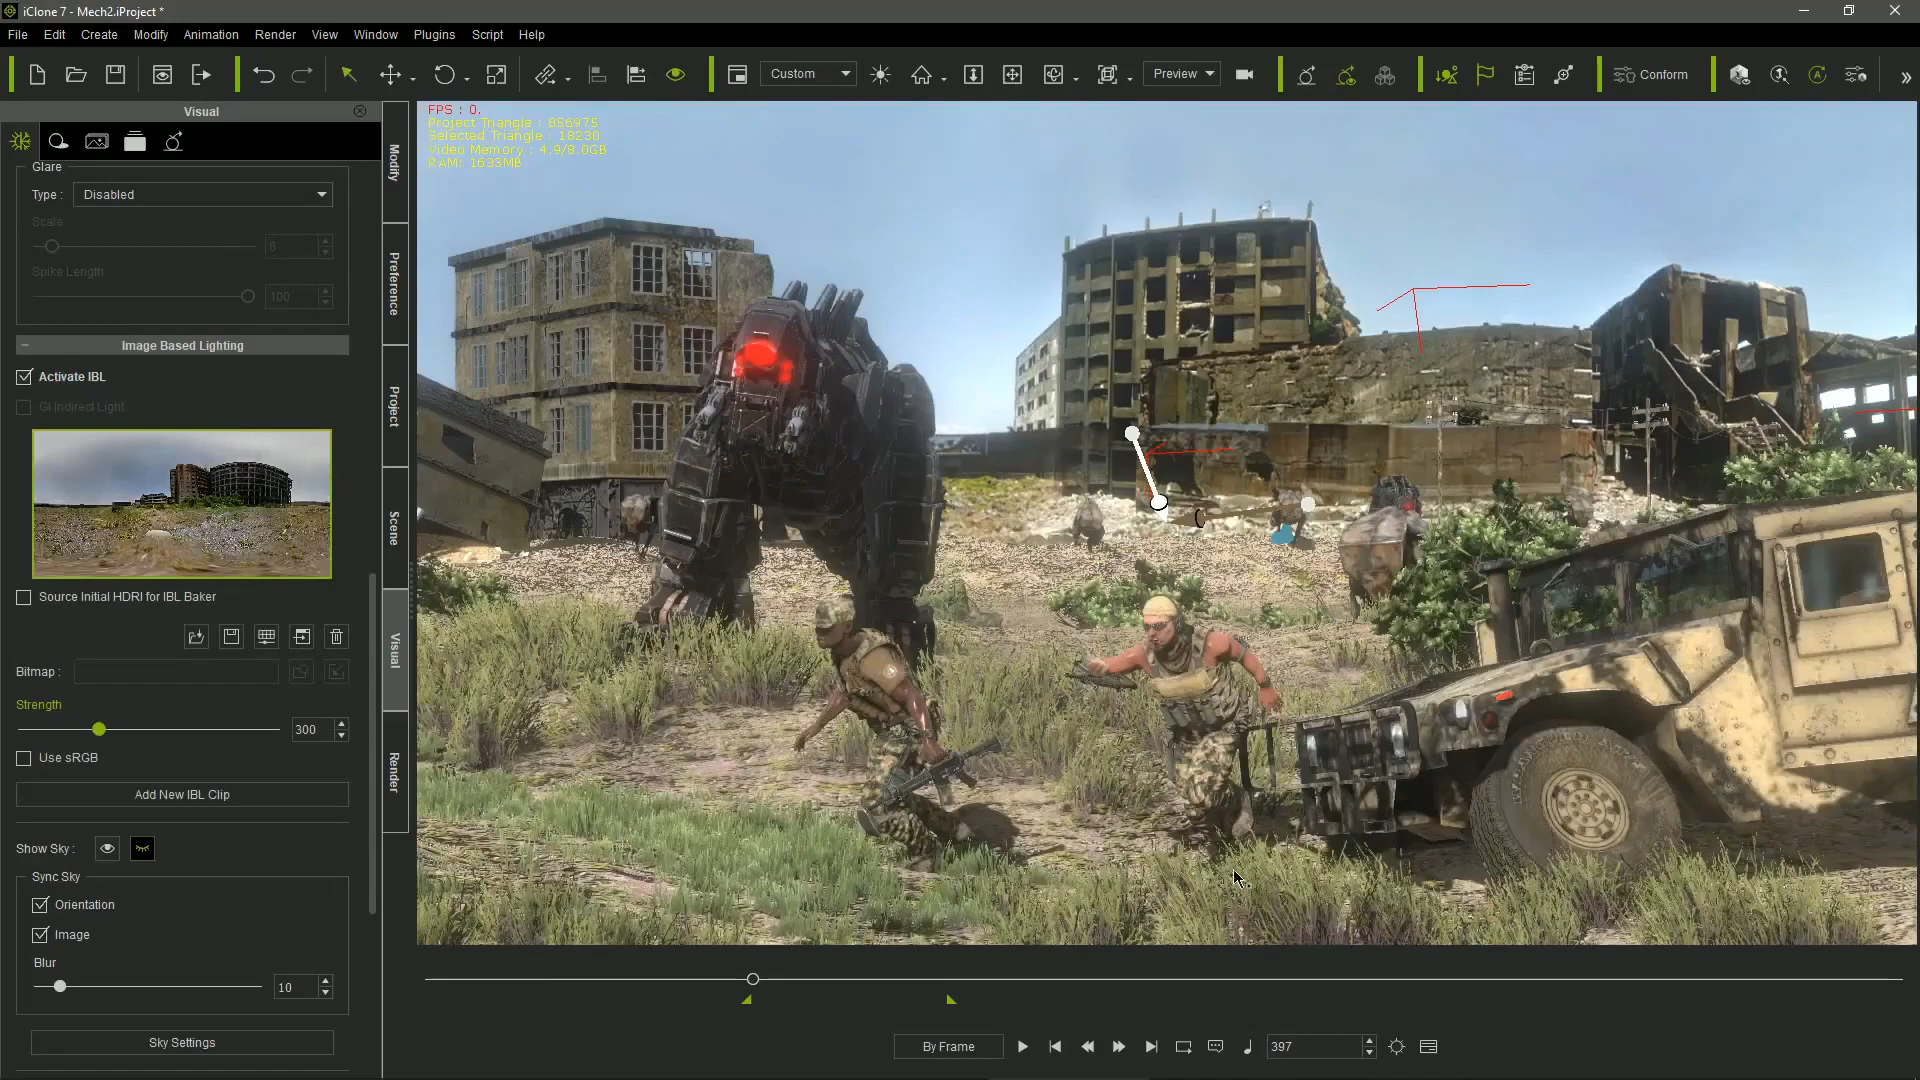 iClone 7 - Mech2.iProject *
File Edit Create Modify Animation Render View Window Plugins Script Help
Custom Preview Conform
Visual
Glare
Type : Disabled
Scale
6
Spike Length
100
Image Based Lighting
Activate IBL
GI Indirect Light
Source Initial HDRI for IBL Baker
Bitmap :
Strength
300
Use sRGB
Add New IBL Clip
Show Sky :
Sync Sky
Orientation
Image
Blur
10
Sky Settings
Modify
Preference
Project
Scene
Visual
Render
FPS : 0.
Project Triangle : 856975
Selected Triangle : 18230
Video Memory : 4.9/8.0GB
RAM: 1633MB
By Frame
397